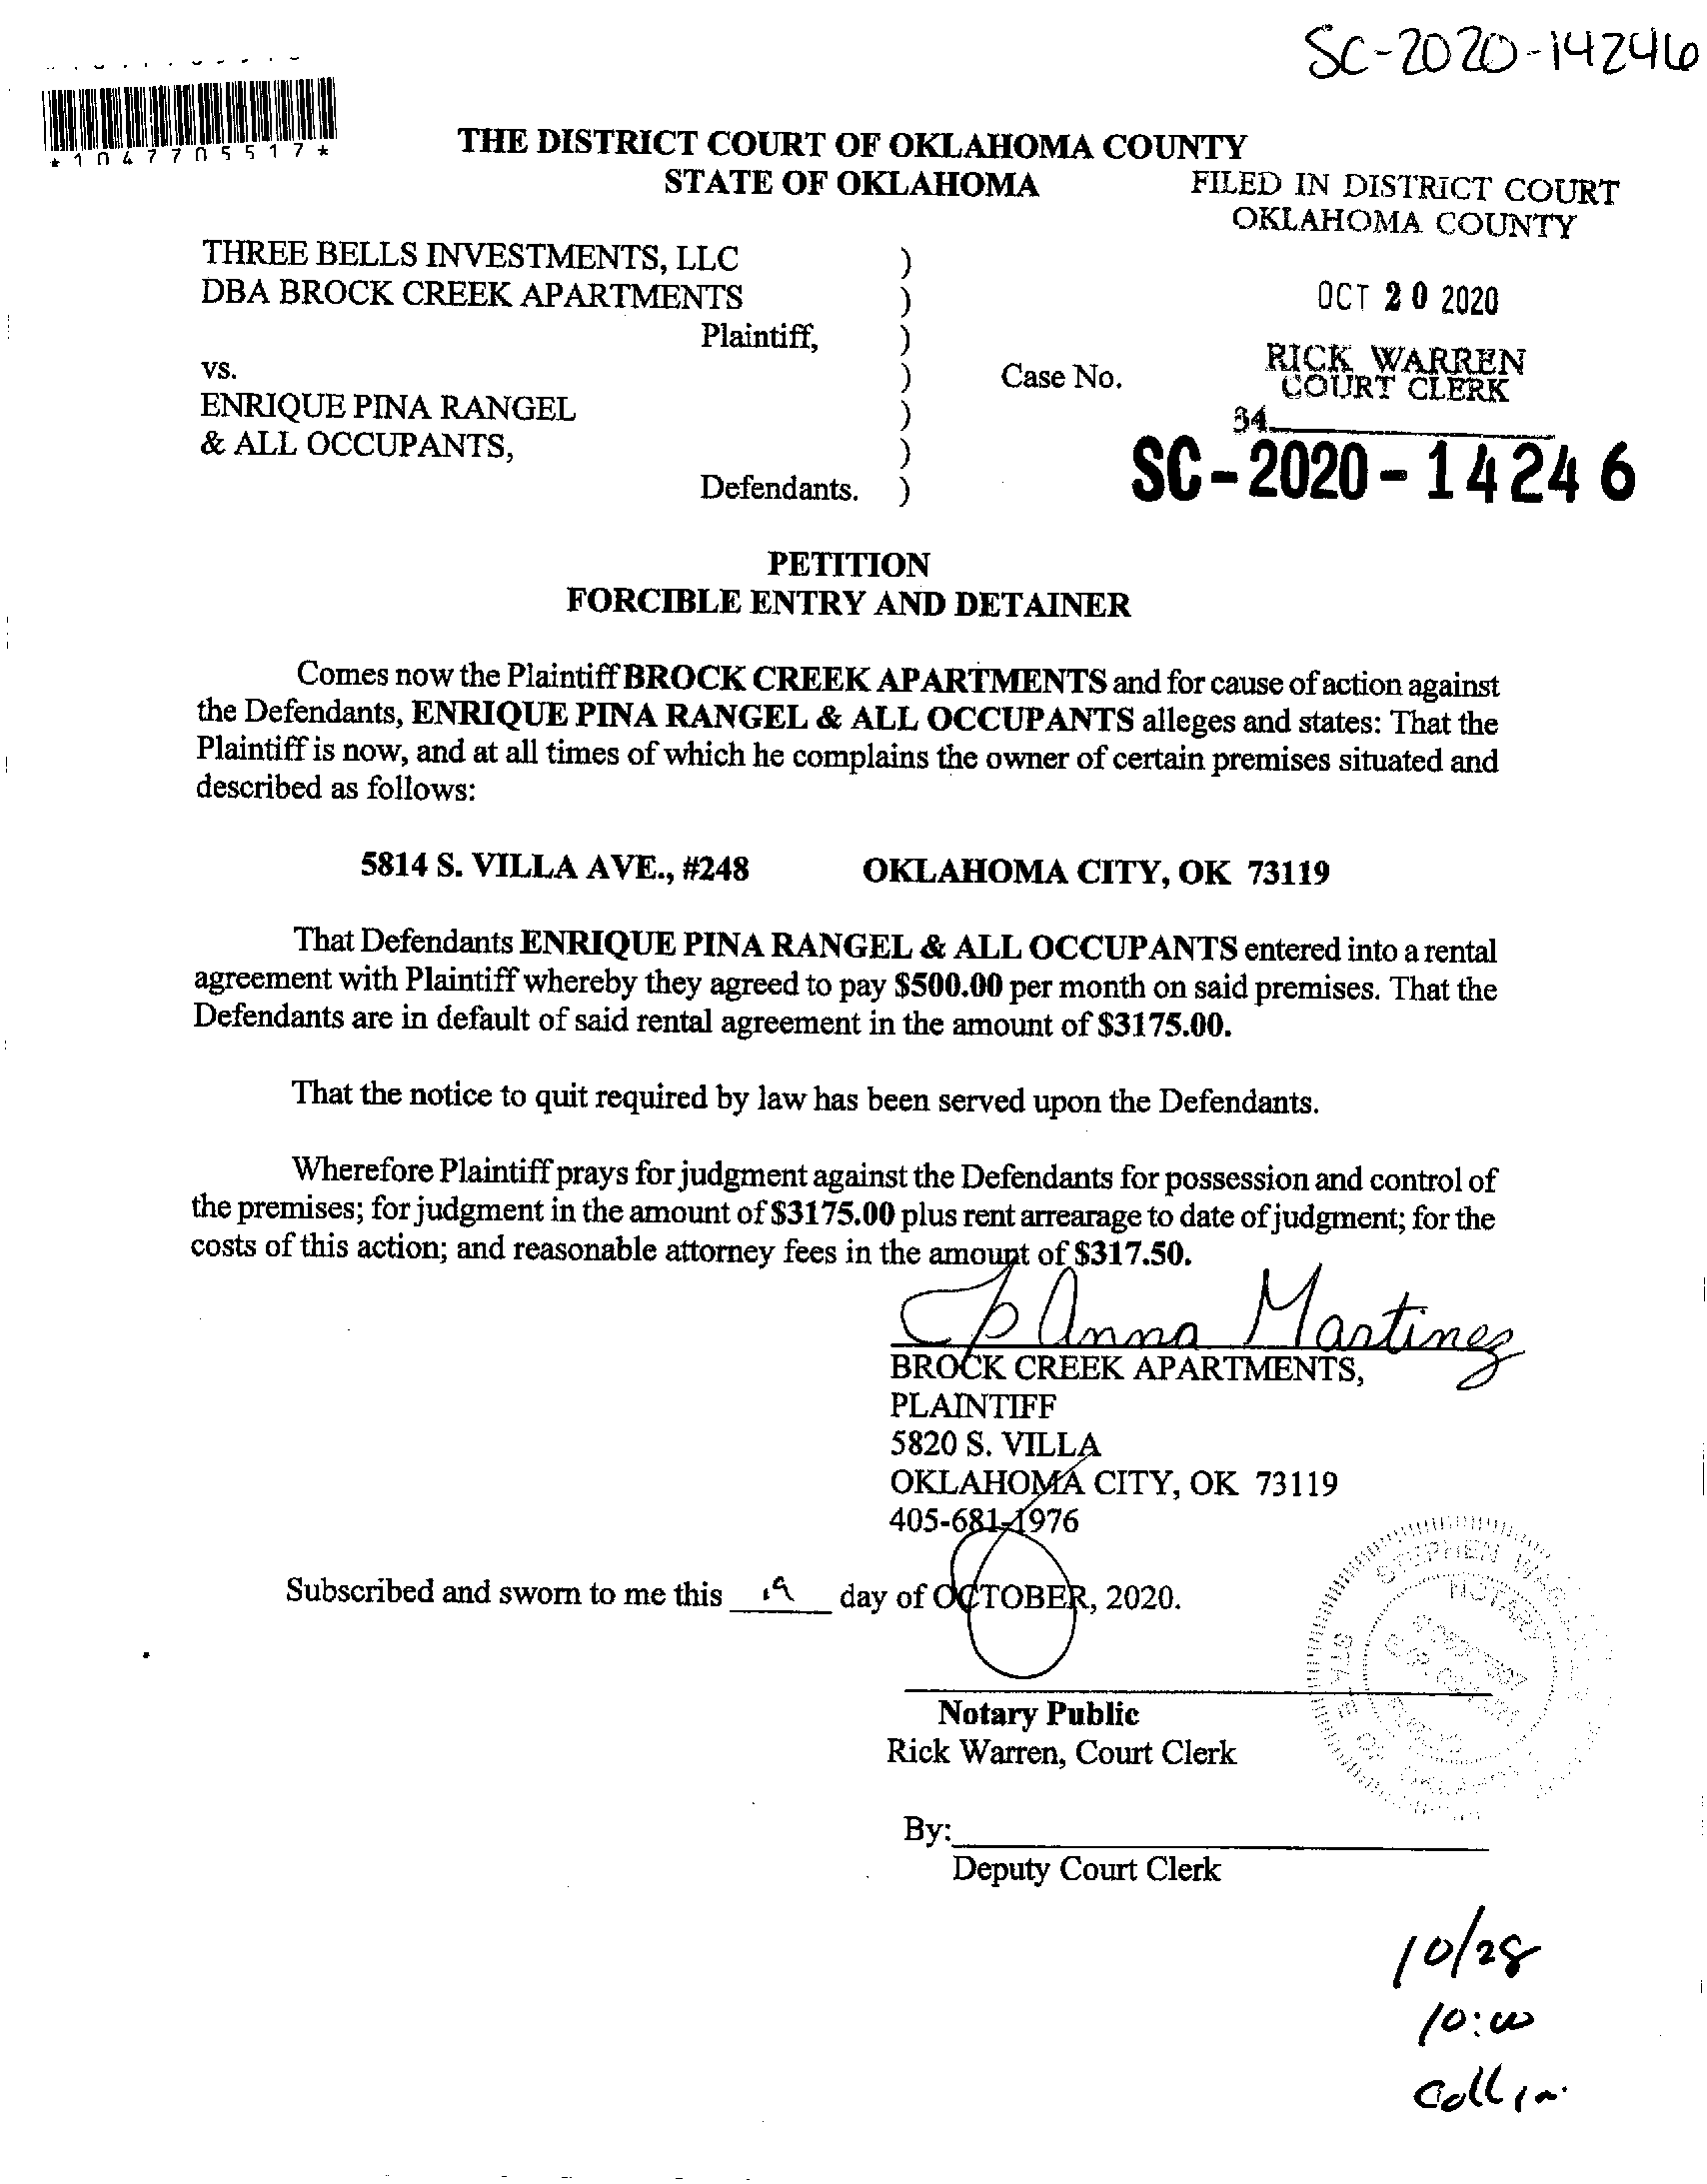 SC-2020-14246
*1047705517*
THE DISTRICT COURT OF OKLAHOMA COUNTY
STATE OF OKLAHOMA
FILED IN DISTRICT COURT
OKLAHOMA COUNTY
THREE BELLS INVESTMENTS, LLC )
DBA BROCK CREEK APARTMENTS )
OCT 20 2020
Plaintiff, )
RICK WARREN
COURT CLERK
vs. ) Case No.
ENRIQUE PINA RANGEL )
34
& ALL OCCUPANTS, )
SC-2020-14246
Defendants. )
PETITION
FORCIBLE ENTRY AND DETAINER
Comes now the Plaintiff BROCK CREEK APARTMENTS and for cause of action against
the Defendants, ENRIQUE PINA RANGEL & ALL OCCUPANTS alleges and states: That the
Plaintiff is now, and at all times of which he complains the owner of certain premises situated and
described as follows:
5814 S. VILLA AVE., #248 OKLAHOMA CITY, OK 73119
That Defendants ENRIQUE PINA RANGEL & ALL OCCUPANTS entered into a rental
agreement with Plaintiff whereby they agreed to pay $500.00 per month on said premises. That the
Defendants are in default of said rental agreement in the amount of $3175.00.
That the notice to quit required by law has been served upon the Defendants.
Wherefore Plaintiff prays for judgment against the Defendants for possession and control of
the premises; for judgment in the amount of $3175.00 plus rent arrearage to date of judgment; for the
costs of this action; and reasonable attorney fees in the amount of $317.50.
Anna Martinez
BROCK CREEK APARTMENTS,
PLAINTIFF
5820 S. VILLA
OKLAHOMA CITY, OK 73119
405-681-1976
Subscribed and sworn to me this 19 day of OCTOBER, 2020.
STEPHEN
NOTARY
PUBLIC
STATE OF OKLAHOMA
Notary Public
Rick Warren, Court Clerk
By:
Deputy Court Clerk
10/28
10:00
Collin